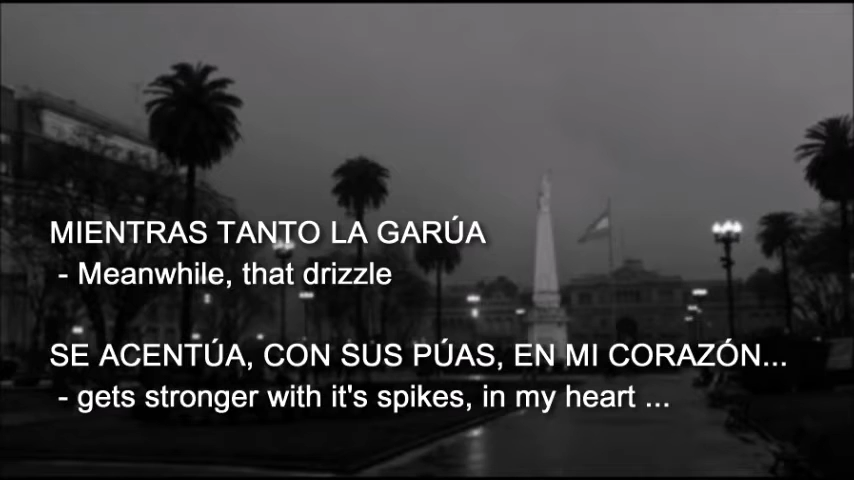 MIENTRAS TANTO LA GARÚA
- Meanwhile, that drizzle
SE ACENTÚA, CON SUS PÚAS, EN MI CORAZÓN...
- gets stronger with it's spikes, in my heart ...